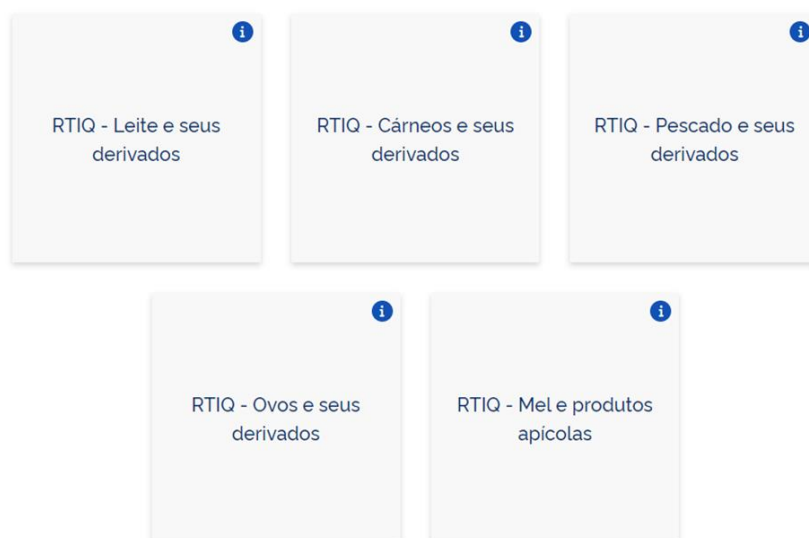 RTIQ - Leite e seus
derivados
RTIQ - Cárneos e seus
derivados
RTIQ - Pescado e seus
derivados
RTIQ - Ovos e seus
derivados
RTIQ - Mel e produtos
apícolas